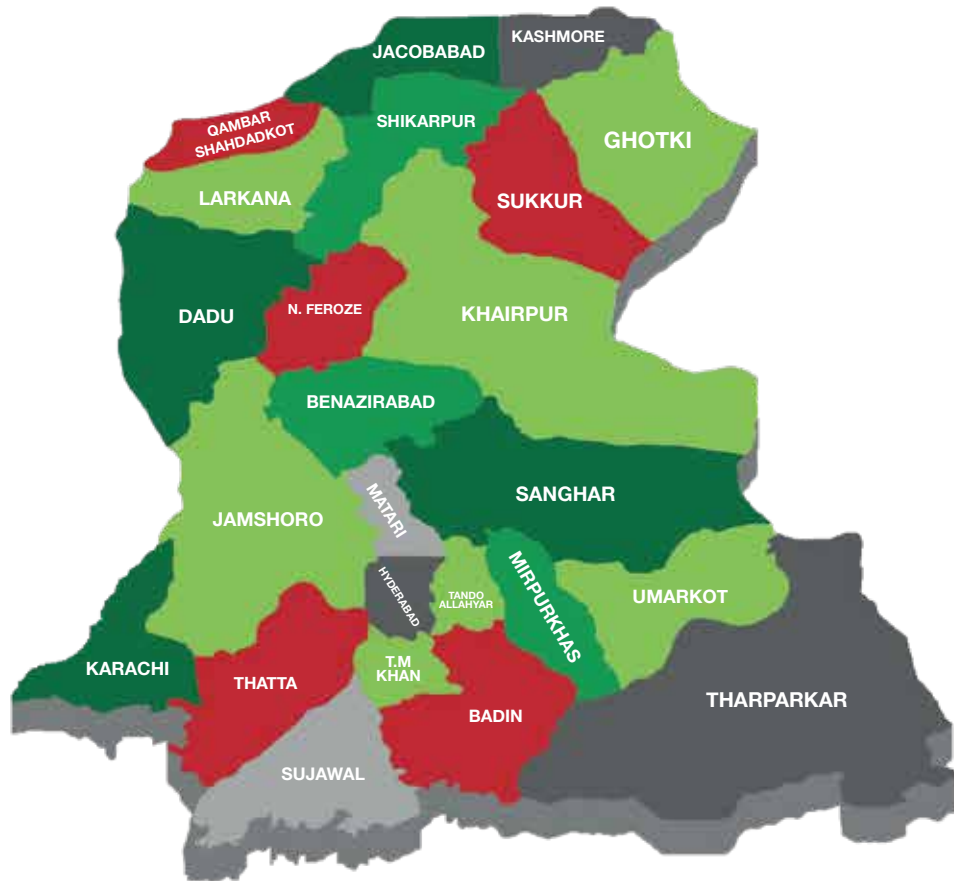 JACOBABAD
KASHMORE
SHIKARPUR
QAMBAR
SHAHDADKOT
GHOTKI
LARKANA
SUKKUR
DADU
N. FEROZE
KHAIRPUR
BENAZIRABAD
SANGHAR
MATARI
JAMSHORO
HYDERABAD
TANDO
ALLAHYAR
MIRPURKHAS
UMARKOT
KARACHI
THATTA
T.M
KHAN
BADIN
THARPARKAR
SUJAWAL